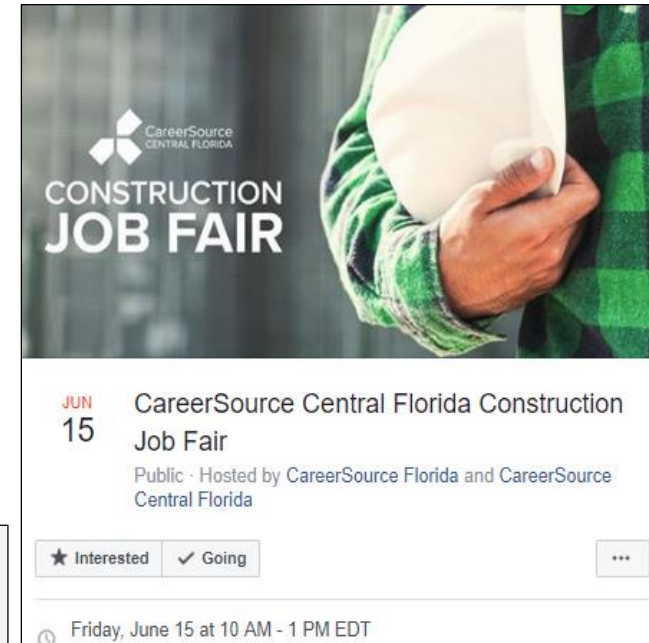 CareerSource
CENTRAL FLORIDA
CONSTRUCTION
JOB FAIR
JUN
15
CareerSource Central Florida Construction
Job Fair
Public · Hosted by CareerSource Florida and CareerSource
Central Florida
★ Interested ✓ Going ...
Friday, June 15 at 10 AM - 1 PM EDT